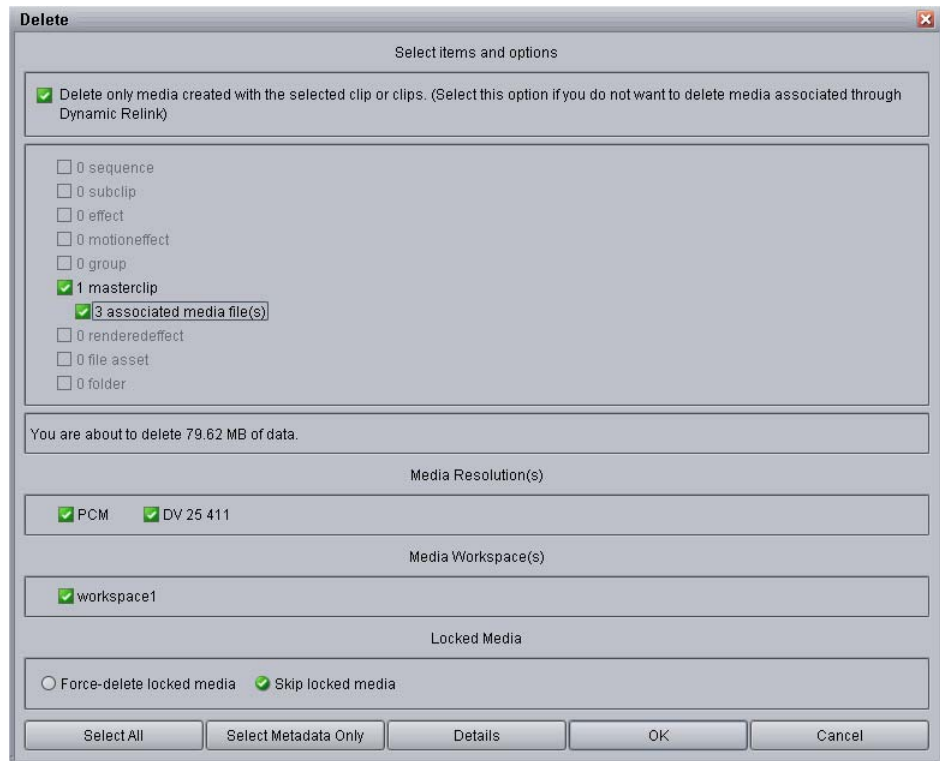 Delete
Select items and options
Delete only media created with the selected clip or clips. (Select this option if you do not want to delete media associated through
Dynamic Relink)
0 sequence
0 subclip
0 effect
0 motioneffect
0 group
1 masterclip
3 associated media file(s)
0 renderedeffect
0 file asset
0 folder
You are about to delete 79.62 MB of data.
Media Resolution(s)
PCM DV 25 411
Media Workspace(s)
workspace1
Locked Media
Force-delete locked media Skip locked media
Select All Select Metadata Only Details OK Cancel